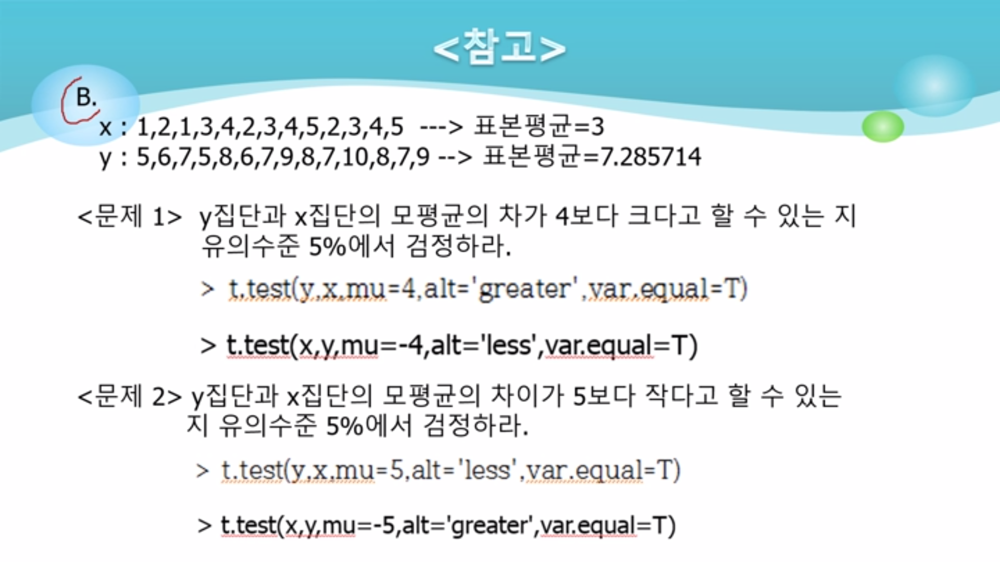 <참고>
B.
x : 1,2,1,3,4,2,3,4,5,2,3,4,5 ---> 표본평균=3
y : 5,6,7,5,8,6,7,9,8,7,10,8,7,9 --> 표본평균=7.285714
<문제 1> y집단과 x집단의 모평균의 차가 4보다 크다고 할 수 있는 지
유의수준 5%에서 검정하라.
> t.test(y,x,mu=4,alt='greater',var.equal=T)
> t.test(x,y,mu=-4,alt='less',var.equal=T)
<문제 2> y집단과 x집단의 모평균의 차이가 5보다 작다고 할 수 있는
지 유의수준 5%에서 검정하라.
> t.test(y,x,mu=5,alt='less',var.equal=T)
> t.test(x,y,mu=-5,alt='greater',var.equal=T)